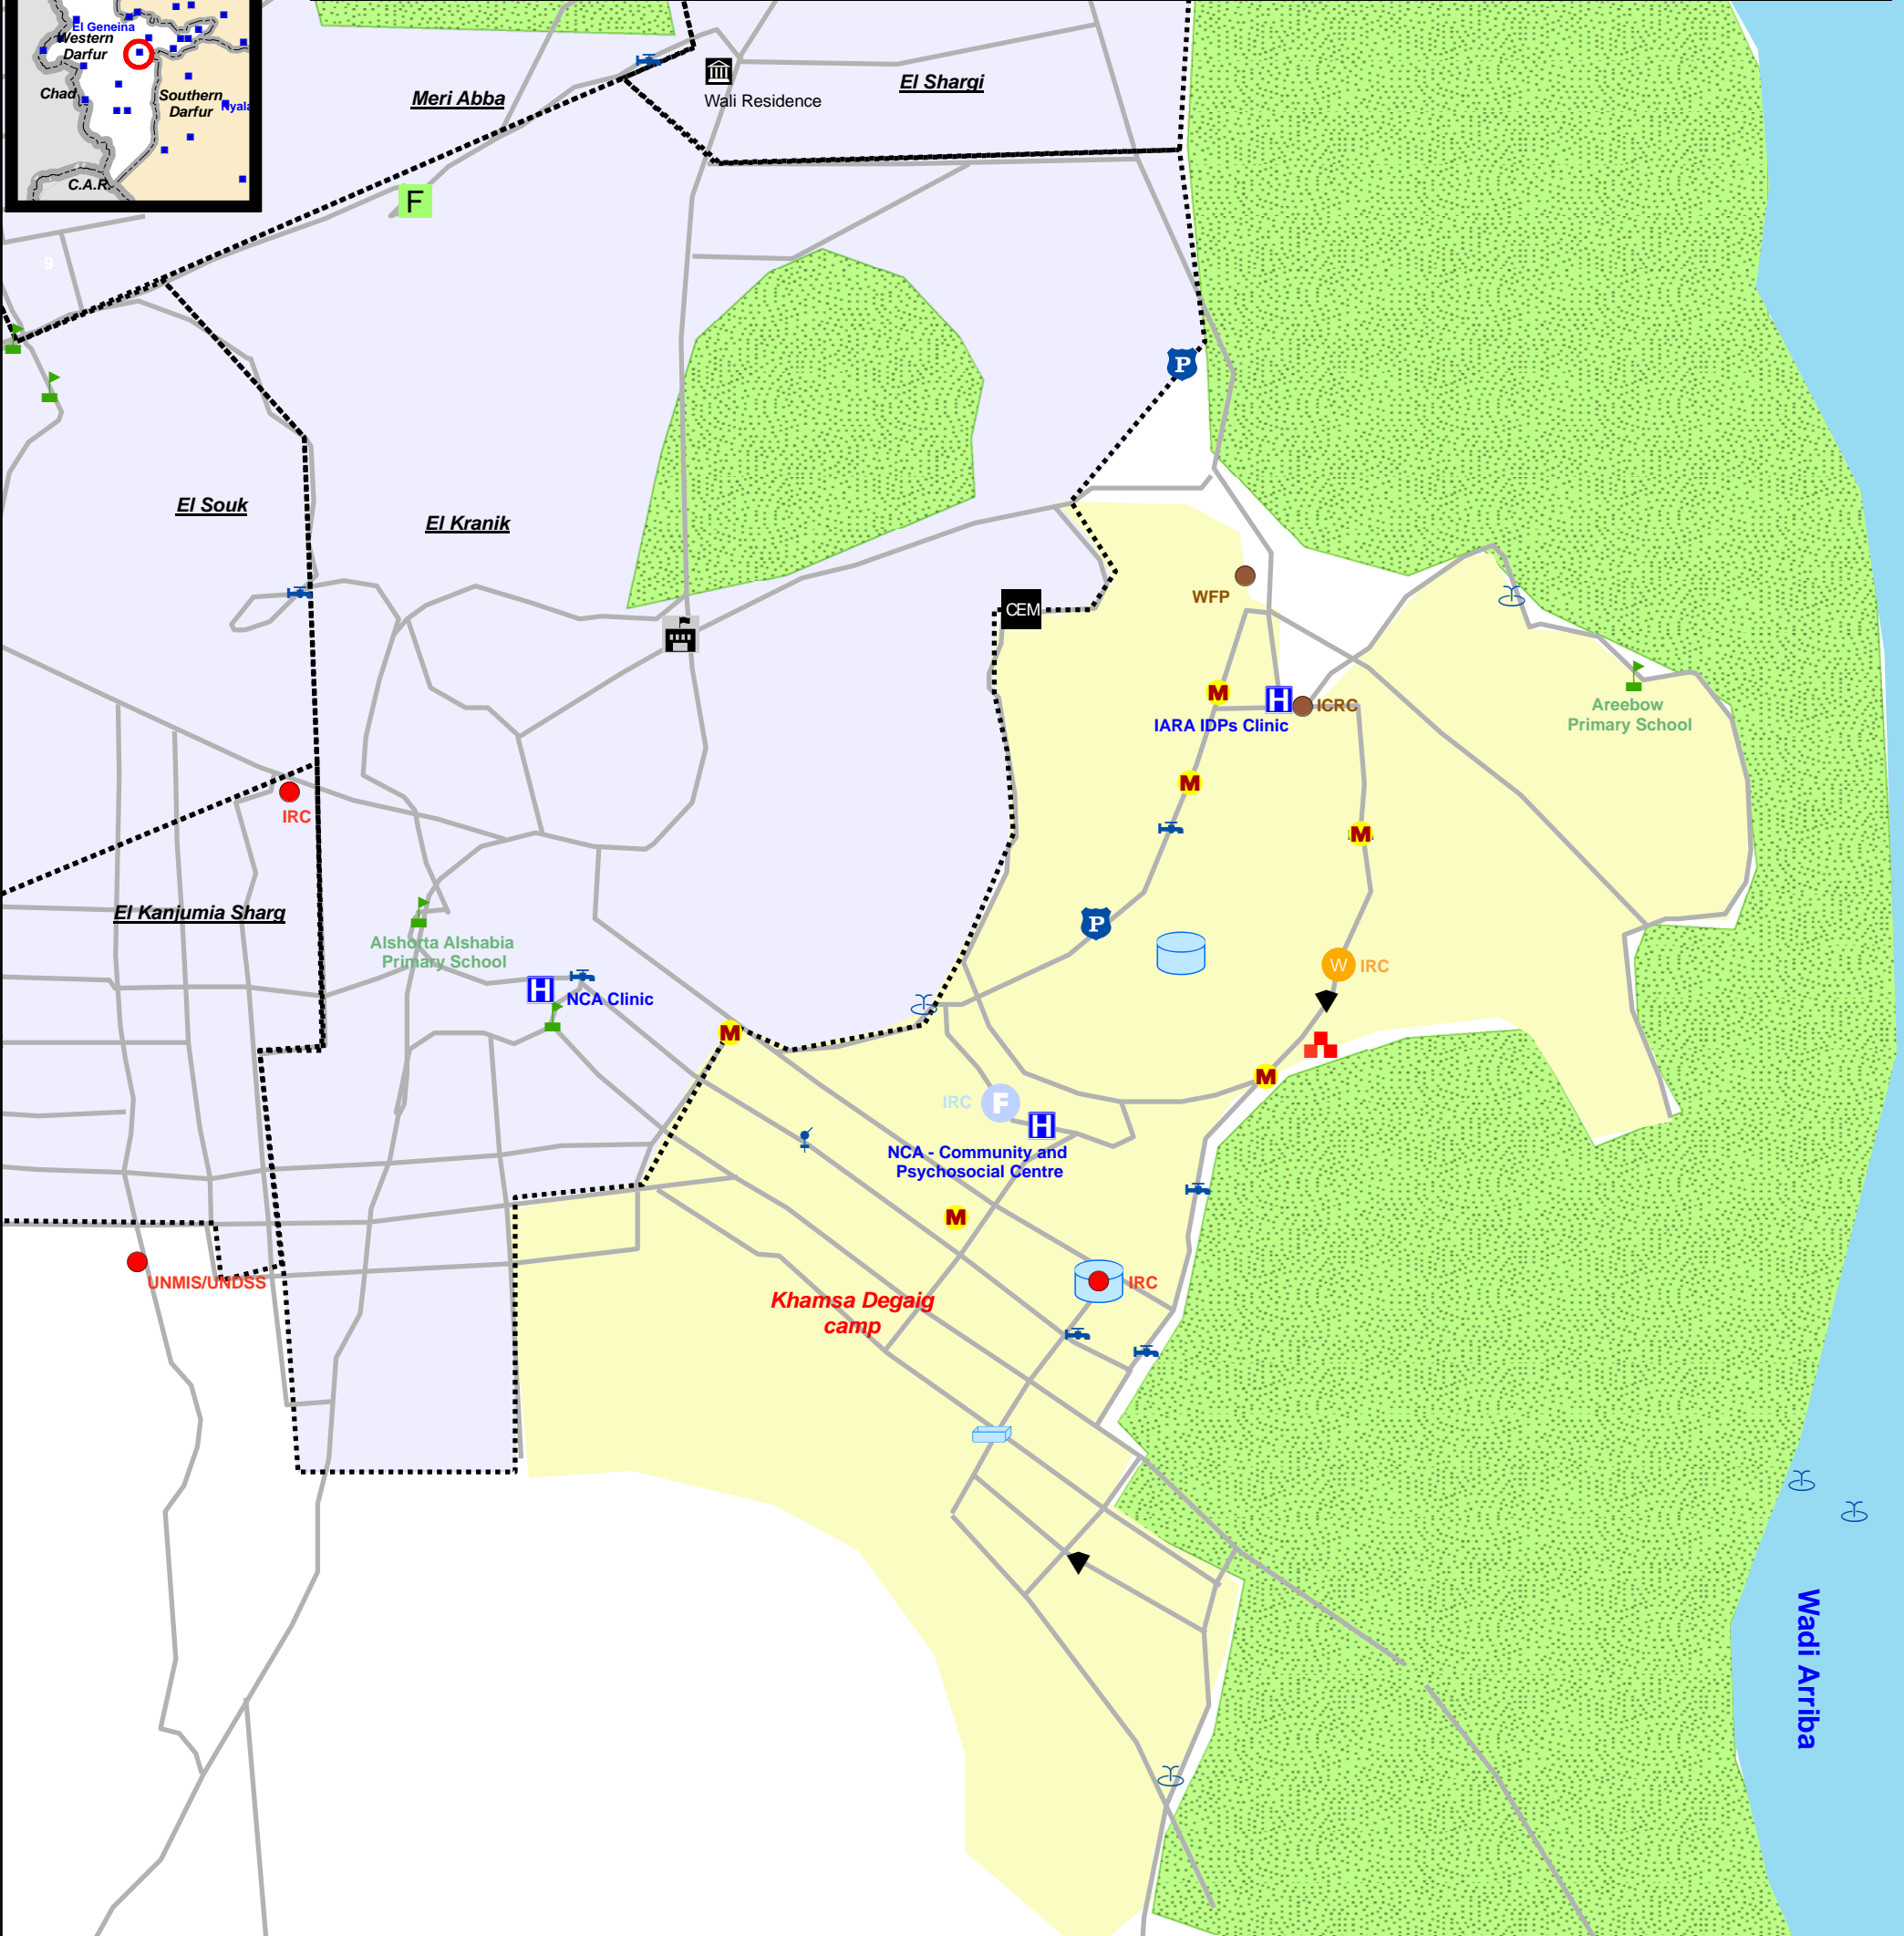 El Geneina
Western
Darfur
Chad
Southern
Darfur
Nyala
C.A.R.
Meri Abba
Wali Residence
El Sharqi
F
9
P
El Souk
El Kranik
CEM
WFP
M
H
ICRC
IARA IDPs Clinic
Areebow
Primary School
M
IRC
M
El Kanjumia Sharg
P
Alshorta Alshabia
Primary School
W
IRC
H
NCA Clinic
M
M
IRC
F
H
NCA - Community and
Psychosocial Centre
M
UNMIS/UNDSS
IRC
Khamsa Degaig
camp
Wadi Arriba